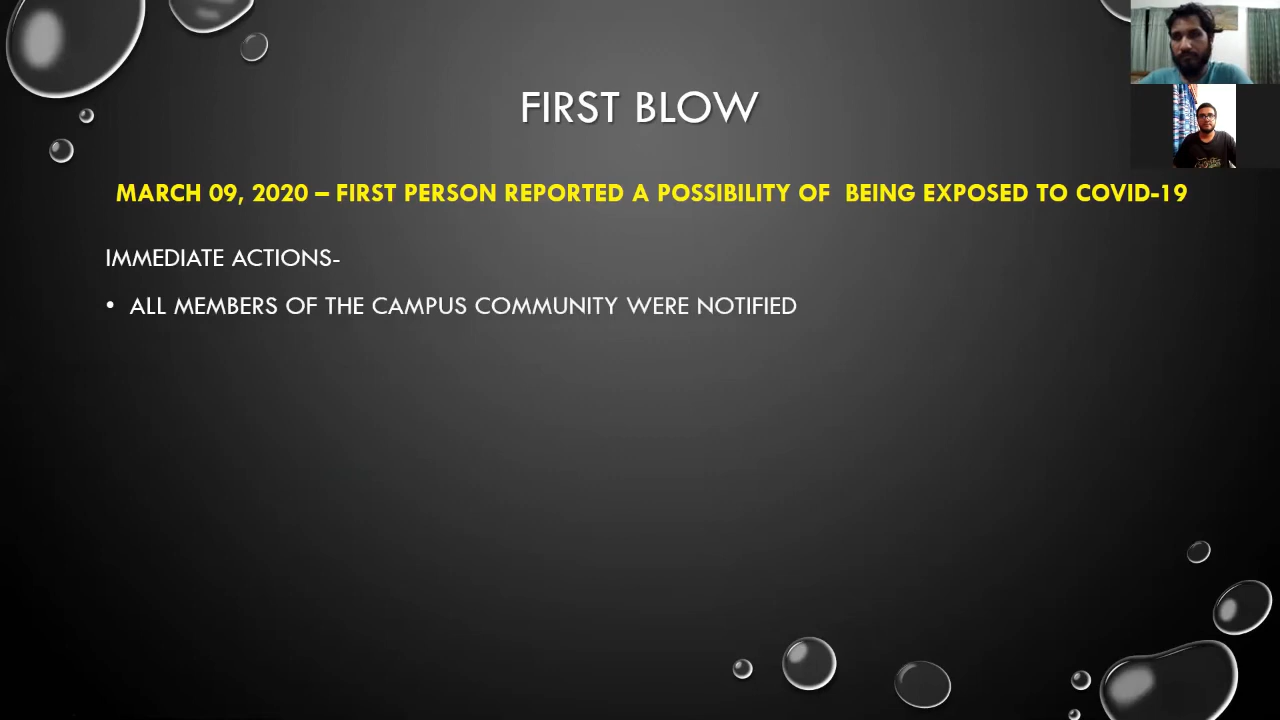 FIRST BLOW
MARCH 09, 2020 – FIRST PERSON REPORTED A POSSIBILITY OF  BEING EXPOSED TO COVID-19
IMMEDIATE ACTIONS-
• ALL MEMBERS OF THE CAMPUS COMMUNITY WERE NOTIFIED